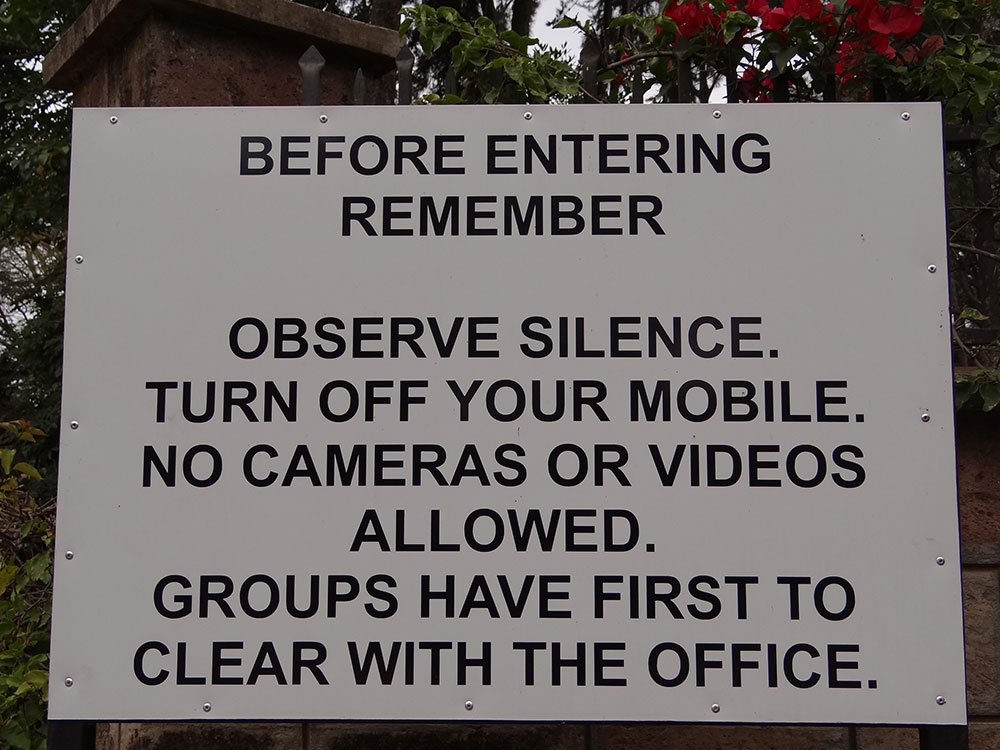 BEFORE ENTERING
REMEMBER
OBSERVE SILENCE.
TURN OFF YOUR MOBILE.
NO CAMERAS OR VIDEOS
ALLOWED.
GROUPS HAVE FIRST TO
CLEAR WITH THE OFFICE.